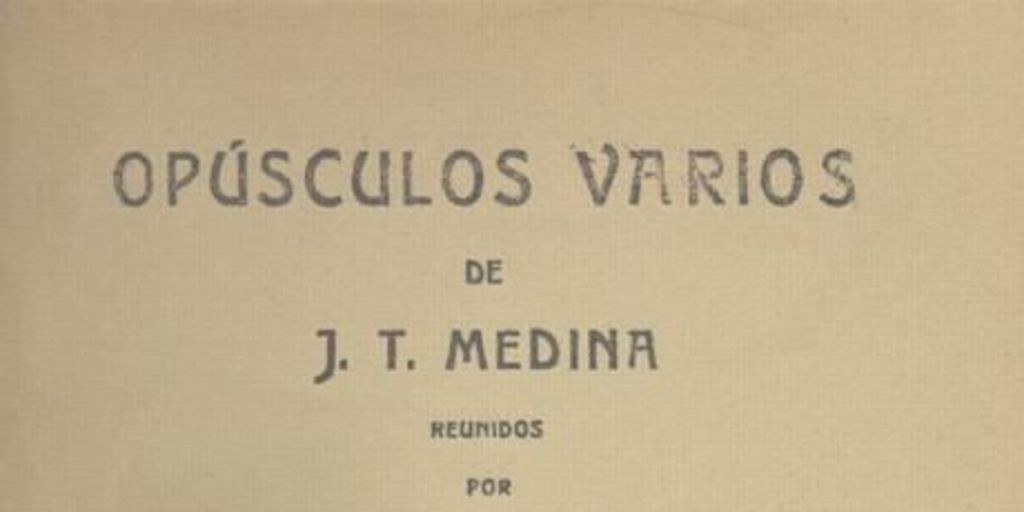 OPÚSCULOS VARIOS
DE
J. T. MEDINA
REUNIDOS
POR